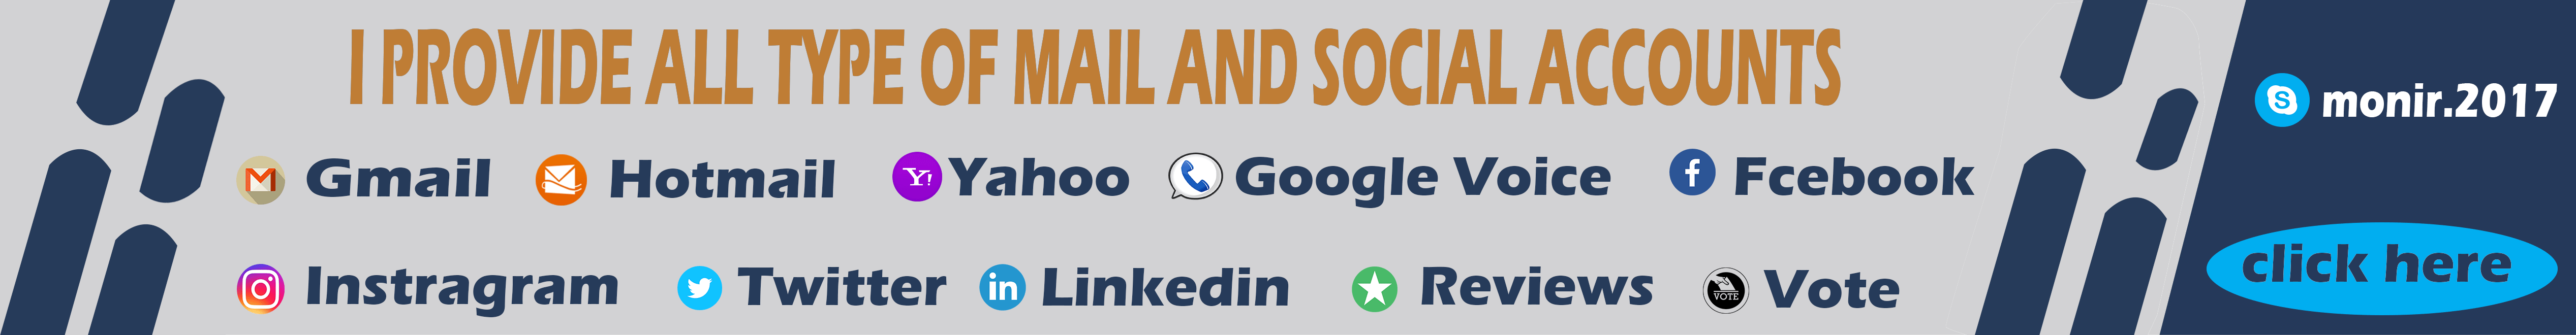 I PROVIDE ALL TYPE OF MAIL AND SOCIAL ACCOUNTS
monir.2017
Gmail Hotmail Yahoo Google Voice Fcebook
Instragram Twitter Linkedin Reviews VOTE Vote
click here